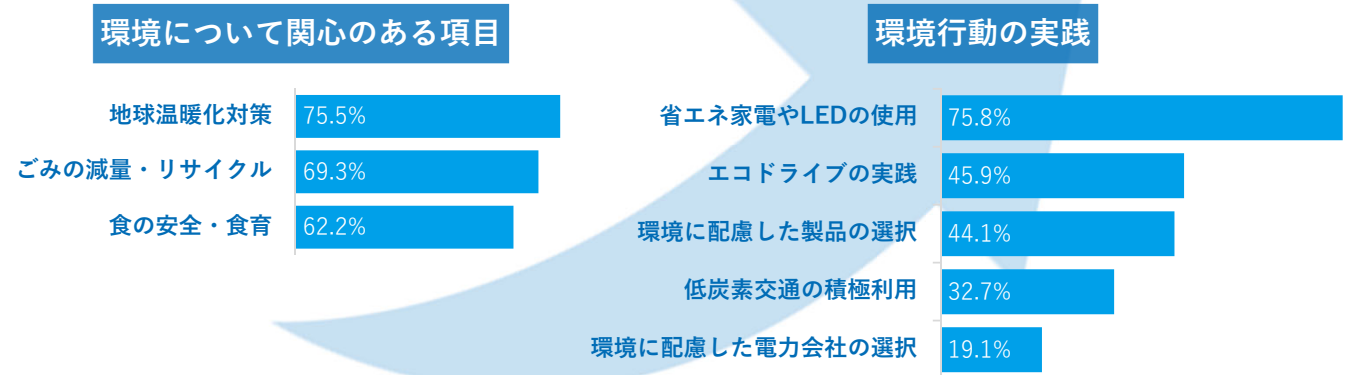 環境について関心のある項目
地球温暖化対策 75.5%
ごみの減量・リサイクル 69.3%
食の安全・食育 62.2%
環境行動の実践
省エネ家電やLEDの使用 75.8%
エコドライブの実践 45.9%
環境に配慮した製品の選択 44.1%
低炭素交通の積極利用 32.7%
環境に配慮した電力会社の選択 19.1%